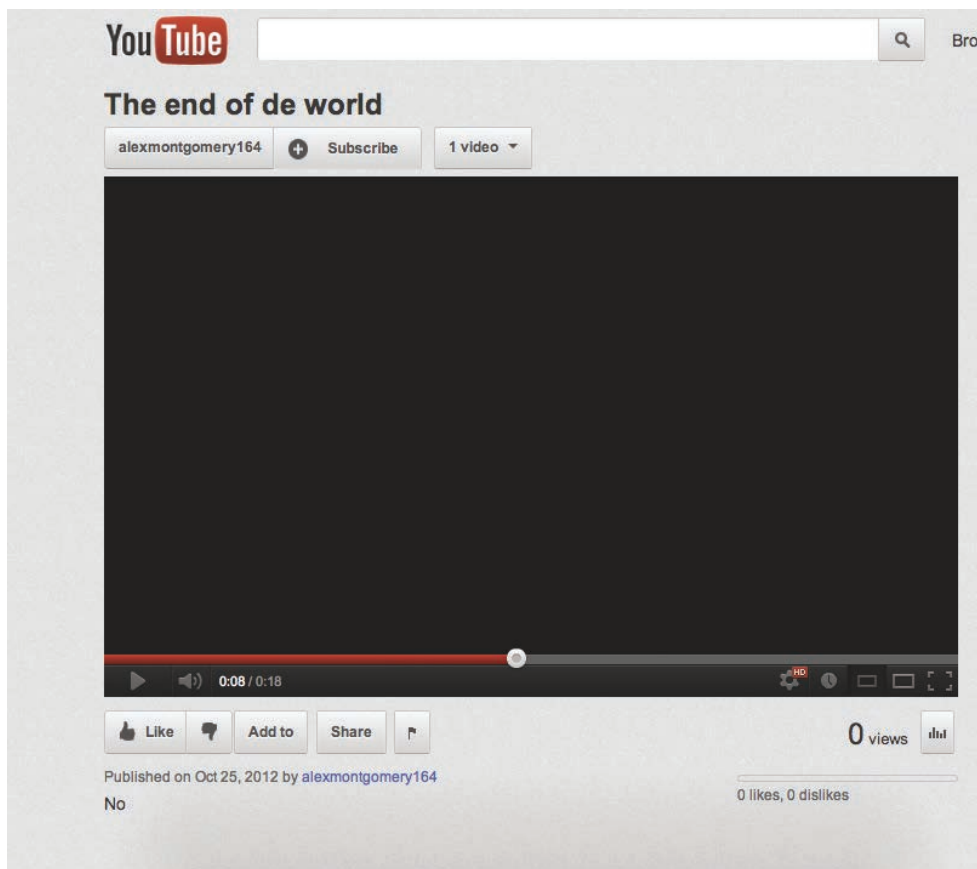 YouTube Bro
The end of de world
alexmontgomery164 Subscribe 1 video
HD
0:08 / 0:18
Like Add to Share 0 views
Published on Oct 25, 2012 by alexmontgomery164
0 likes, 0 dislikes
No